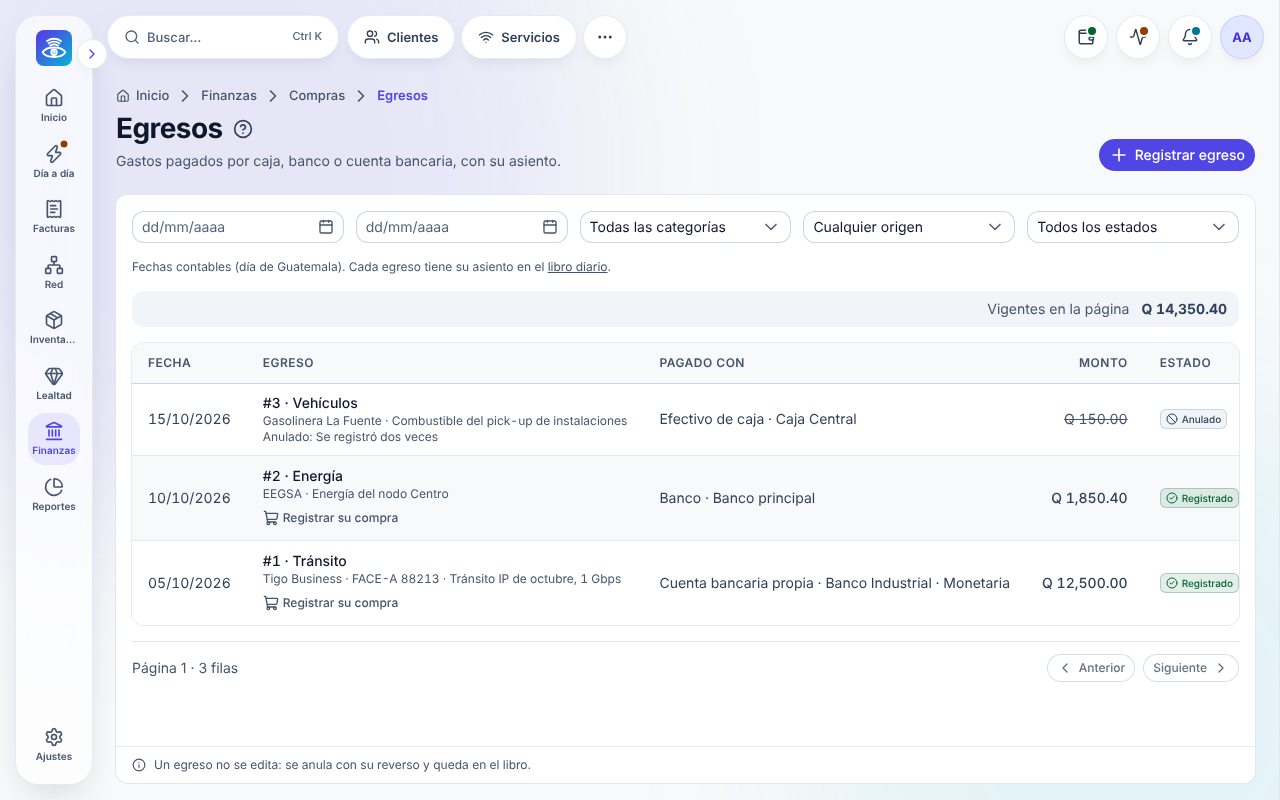 Buscar...
Ctrl K
Clientes
Servicios
AA
Inicio
Día a día
Facturas
Red
Inventa...
Lealtad
Finanzas
Reportes
Ajustes
Inicio > Finanzas > Compras > Egresos
Egresos
Gastos pagados por caja, banco o cuenta bancaria, con su asiento.
Registrar egreso
dd/mm/aaaa
dd/mm/aaaa
Todas las categorías
Cualquier origen
Todos los estados
Fechas contables (día de Guatemala). Cada egreso tiene su asiento en el libro diario.
Vigentes en la página Q 14,350.40
FECHA EGRESO PAGADO CON MONTO ESTADO
15/10/2026
#3 · Vehículos
Gasolinera La Fuente · Combustible del pick-up de instalaciones
Anulado: Se registró dos veces
Efectivo de caja · Caja Central
Q 150.00
Anulado
10/10/2026
#2 · Energía
EEGSA · Energía del nodo Centro
Registrar su compra
Banco · Banco principal
Q 1,850.40
Registrado
05/10/2026
#1 · Tránsito
Tigo Business · FACE-A 88213 · Tránsito IP de octubre, 1 Gbps
Registrar su compra
Cuenta bancaria propia · Banco Industrial · Monetaria
Q 12,500.00
Registrado
Página 1 · 3 filas
Anterior
Siguiente
Un egreso no se edita: se anula con su reverso y queda en el libro.